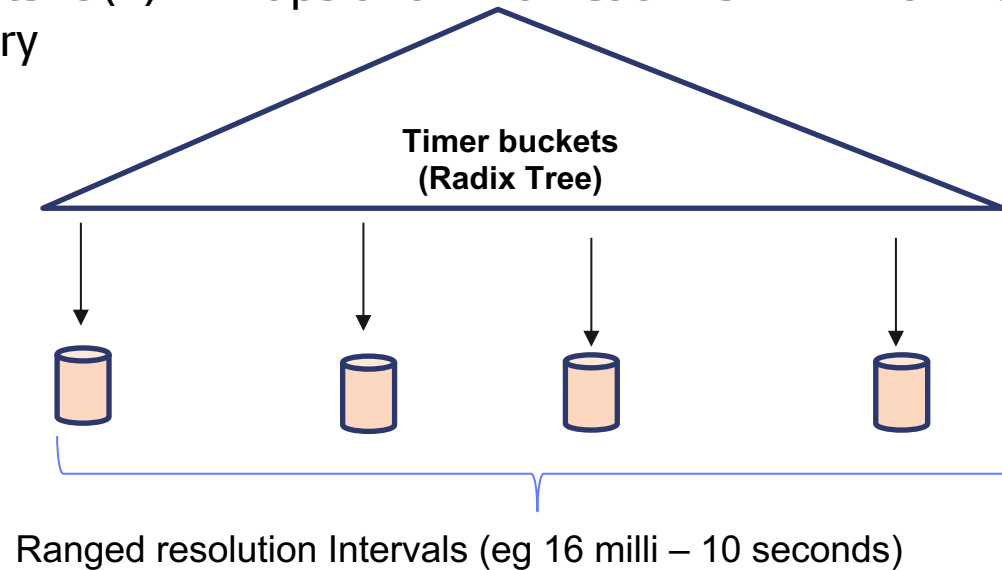 ry
Timer buckets
(Radix Tree)
Ranged resolution Intervals (eg 16 milli – 10 seconds)